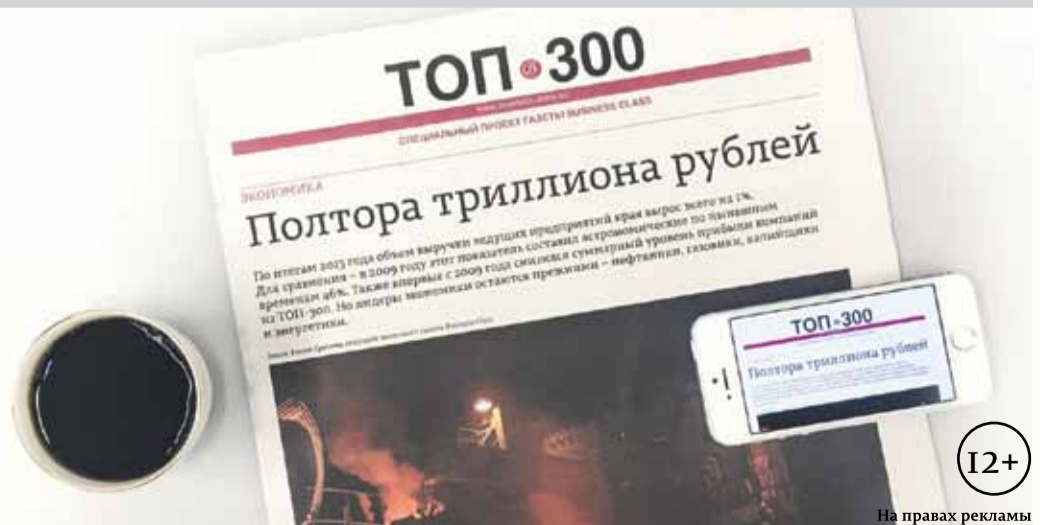 ТОП 300
СПЕЦИАЛЬНЫЙ ПРОЕКТ ГАЗЕТЫ BUSINESS CLASS
ЭКОНОМИКА
Полтора триллиона рублей
По итогам 2013 года объем выручки ведущих предприятий края вырос всего на 1%.
Для сравнения – в 2009 году этот показатель составил астрономические по нынешним
временам 46%. Также впервые с 2009 года снизился суммарный уровень прибыли компаний
из ТОП-300. Но лидеры экономики остаются прежними – нефтяники, газовики, калийщики
и энергетики.
ТОП 300
Полтора триллиона рублей
12+
На правах рекламы